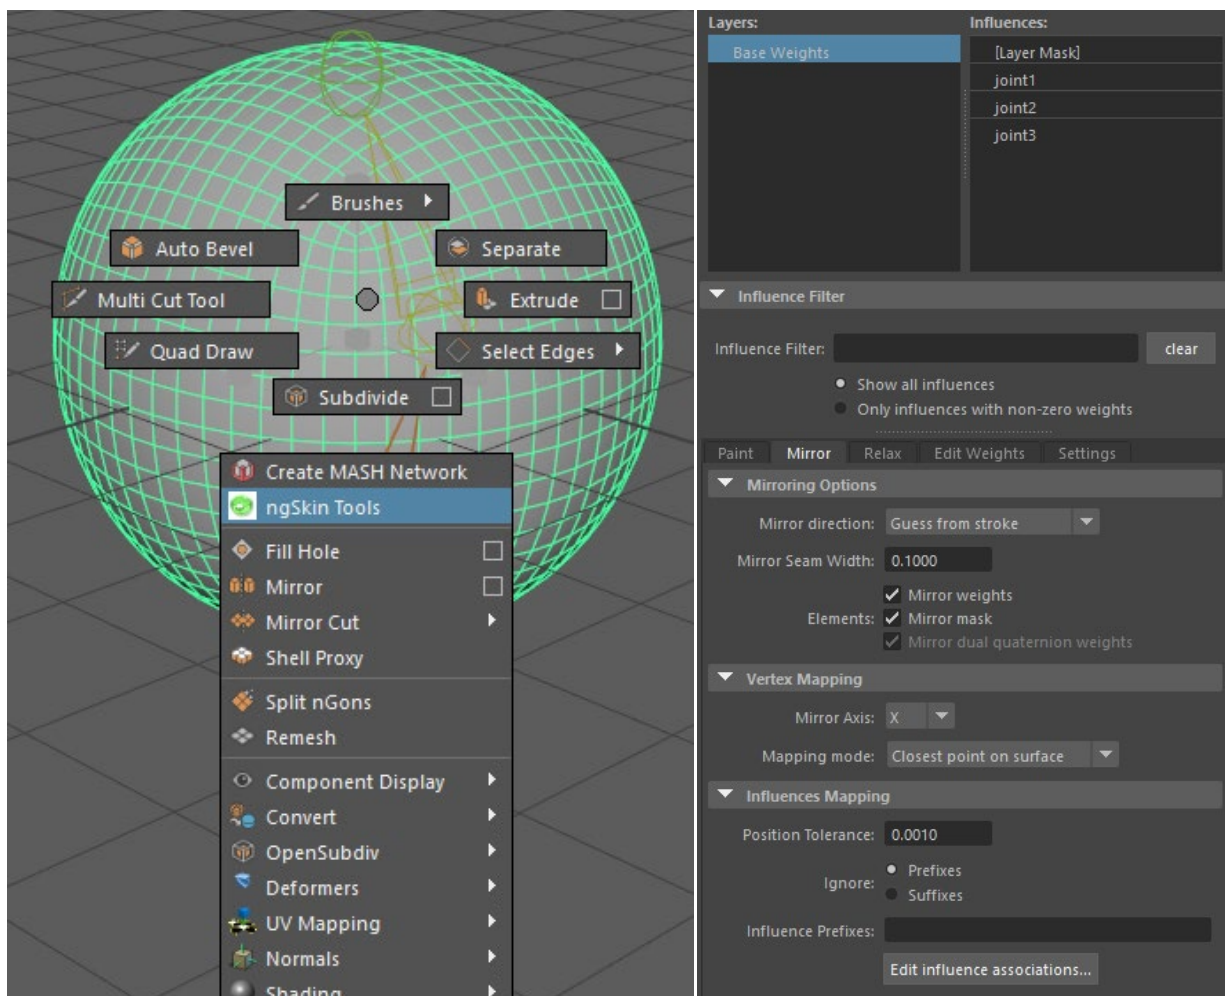 Brushes
Auto Bevel
Separate
Multi Cut Tool
Extrude
Quad Draw
Select Edges
Subdivide
Create MASH Network
ngSkin Tools
Fill Hole
Mirror
Mirror Cut
Shell Proxy
Split nGons
Remesh
Component Display
Convert
OpenSubdiv
Deformers
UV Mapping
Normals
Shading
Layers:
Base Weights
Influences:
[Layer Mask]
joint1
joint2
joint3
Influence Filter
Influence Filter: clear
Show all influences
Only influences with non-zero weights
Paint Mirror Relax Edit Weights Settings
Mirroring Options
Mirror direction: Guess from stroke
Mirror Seam Width: 0.1000
Mirror weights
Elements: Mirror mask
Mirror dual quaternion weights
Vertex Mapping
Mirror Axis: X
Mapping mode: Closest point on surface
Influences Mapping
Position Tolerance: 0.0010
Ignore: Prefixes
Suffixes
Influence Prefixes:
Edit influence associations...